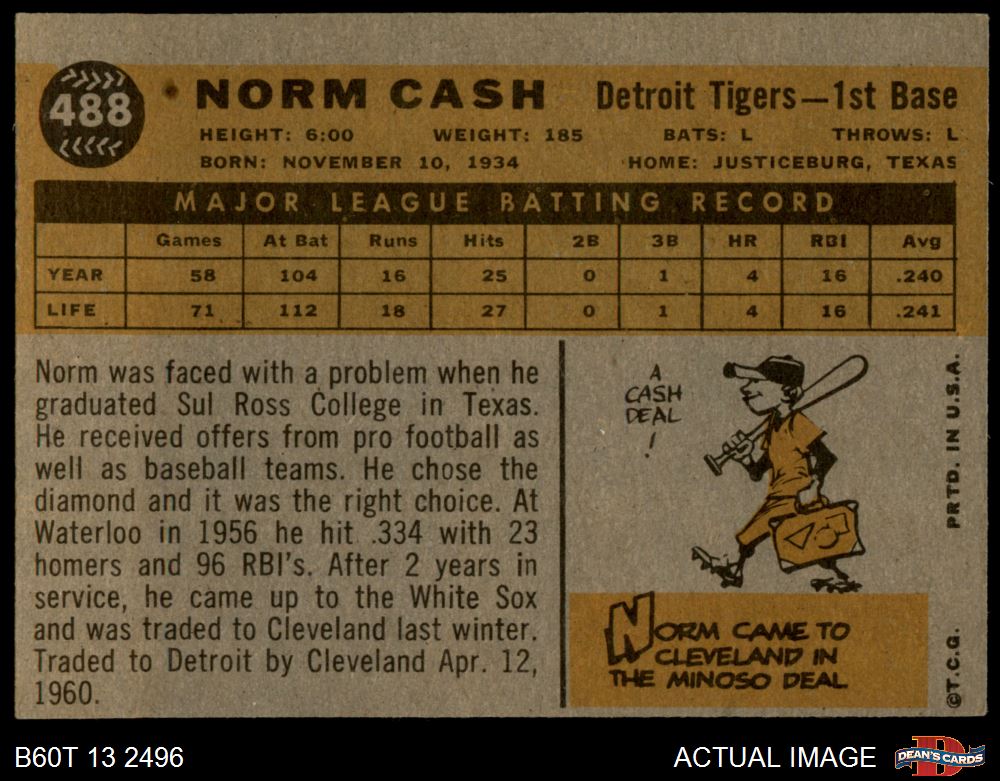 488
NORM CASH Detroit Tigers—1st Base
HEIGHT: 6:00 WEIGHT: 185 BATS: L THROWS: L
BORN: NOVEMBER 10, 1934 HOME: JUSTICEBURG, TEXAS
MAJOR LEAGUE BATTING RECORD
Games At Bat Runs Hits 2B 3B HR RBI Avg
YEAR 58 104 16 25 0 1 4 16 .240
LIFE 71 112 18 27 0 1 4 16 .241
Norm was faced with a problem when he
graduated Sul Ross College in Texas.
He received offers from pro football as
well as baseball teams. He chose the
diamond and it was the right choice. At
Waterloo in 1956 he hit .334 with 23
homers and 96 RBI's. After 2 years in
service, he came up to the White Sox
and was traded to Cleveland last winter.
Traded to Detroit by Cleveland Apr. 12,
1960.
A
CASH
DEAL
!
NORM CAME TO
CLEVELAND IN
THE MINOSO DEAL
©T.C.G. PRTD. IN U.S.A.
B60T 13 2496 ACTUAL IMAGE
D
DEAN'S CARDS